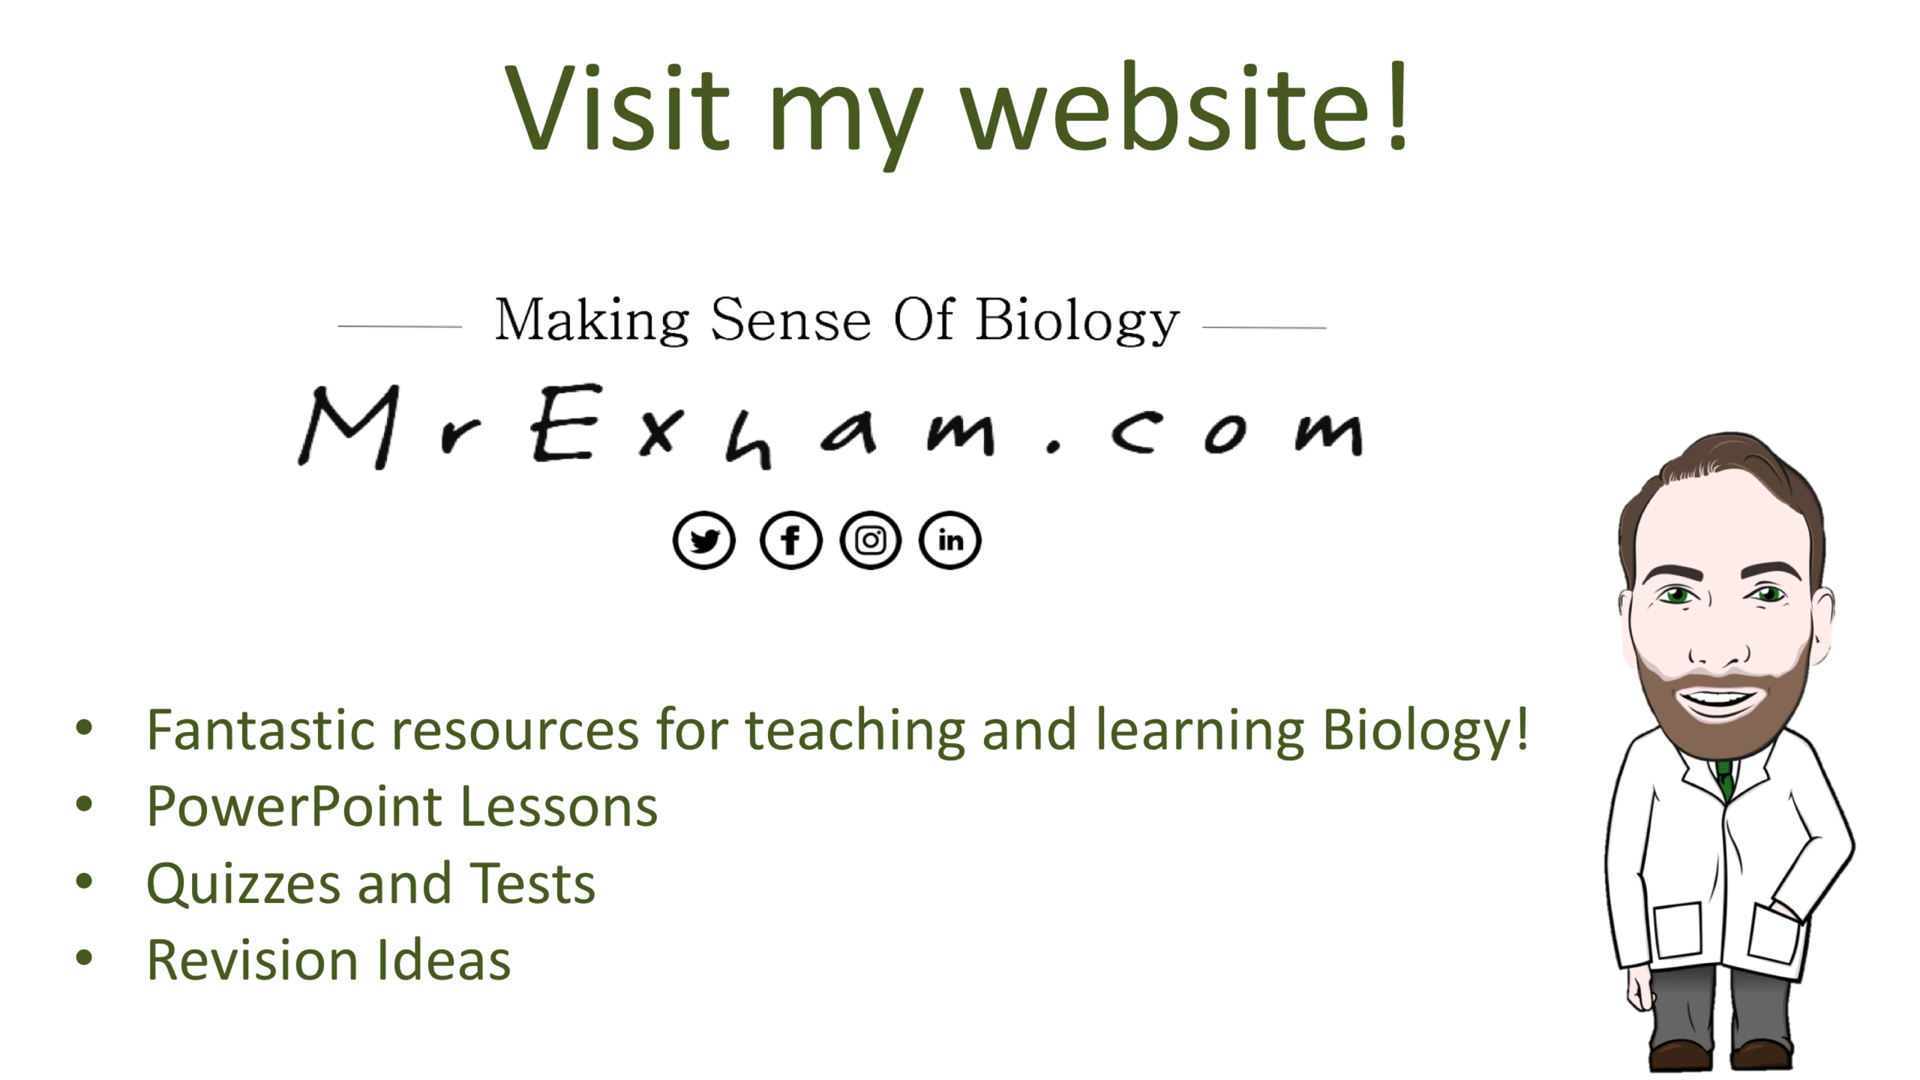 Visit my website!
Making Sense Of Biology
MrExham.com
• Fantastic resources for teaching and learning Biology!
• PowerPoint Lessons
• Quizzes and Tests
• Revision Ideas